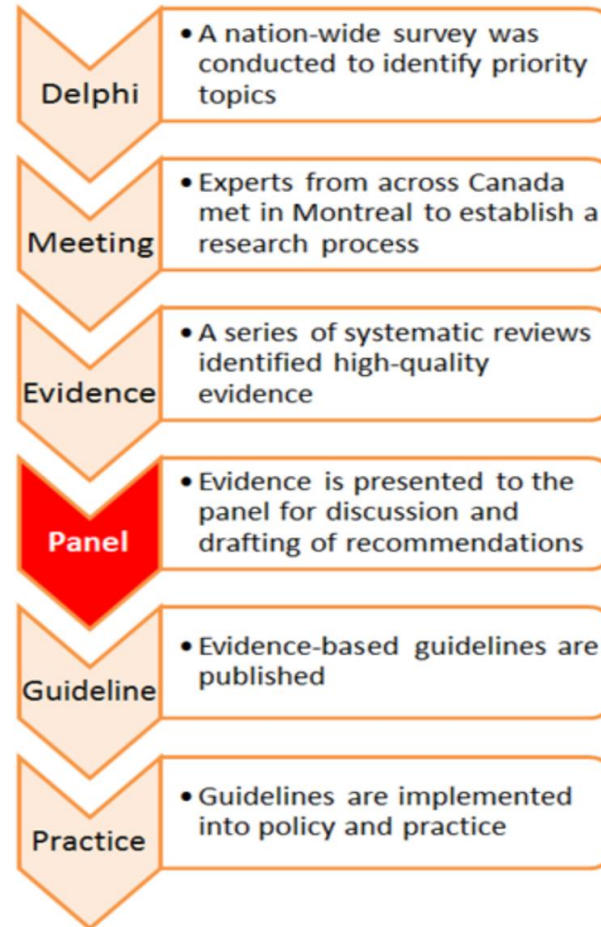 Delphi
• A nation-wide survey was
conducted to identify priority
topics
Meeting
• Experts from across Canada
met in Montreal to establish a
research process
Evidence
• A series of systematic reviews
identified high-quality
evidence
Panel
• Evidence is presented to the
panel for discussion and
drafting of recommendations
Guideline
• Evidence-based guidelines are
published
Practice
• Guidelines are implemented
into policy and practice